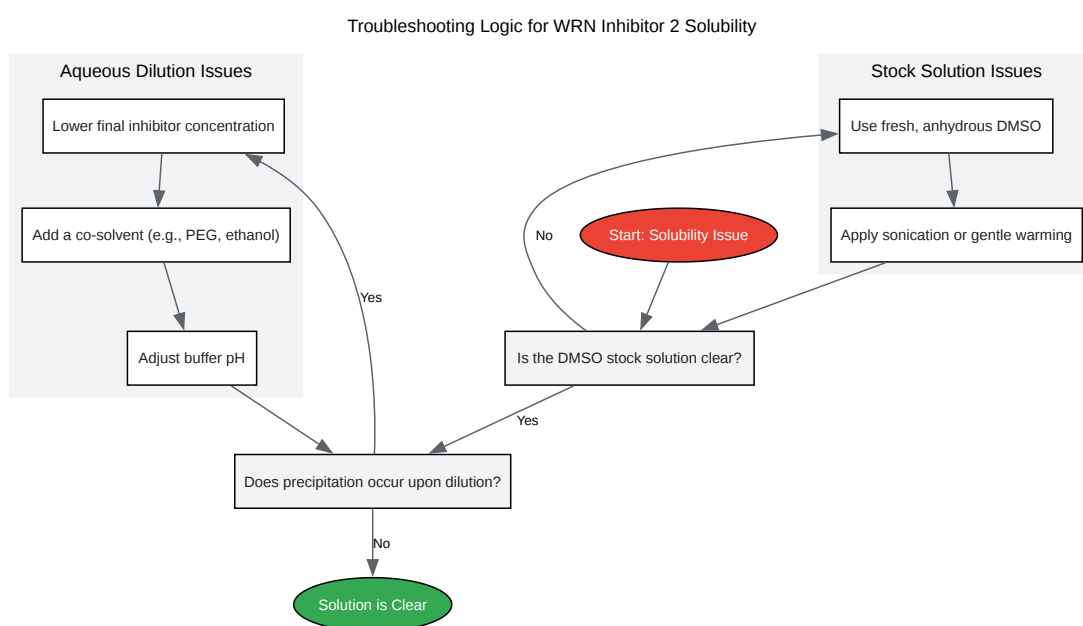 Troubleshooting Logic for WRN Inhibitor 2 Solubility
Aqueous Dilution Issues
Stock Solution Issues
Lower final inhibitor concentration
Use fresh, anhydrous DMSO
Add a co-solvent (e.g., PEG, ethanol)
No
Start: Solubility Issue
Apply sonication or gentle warming
Yes
Adjust buffer pH
Is the DMSO stock solution clear?
Yes
Does precipitation occur upon dilution?
No
Solution is Clear